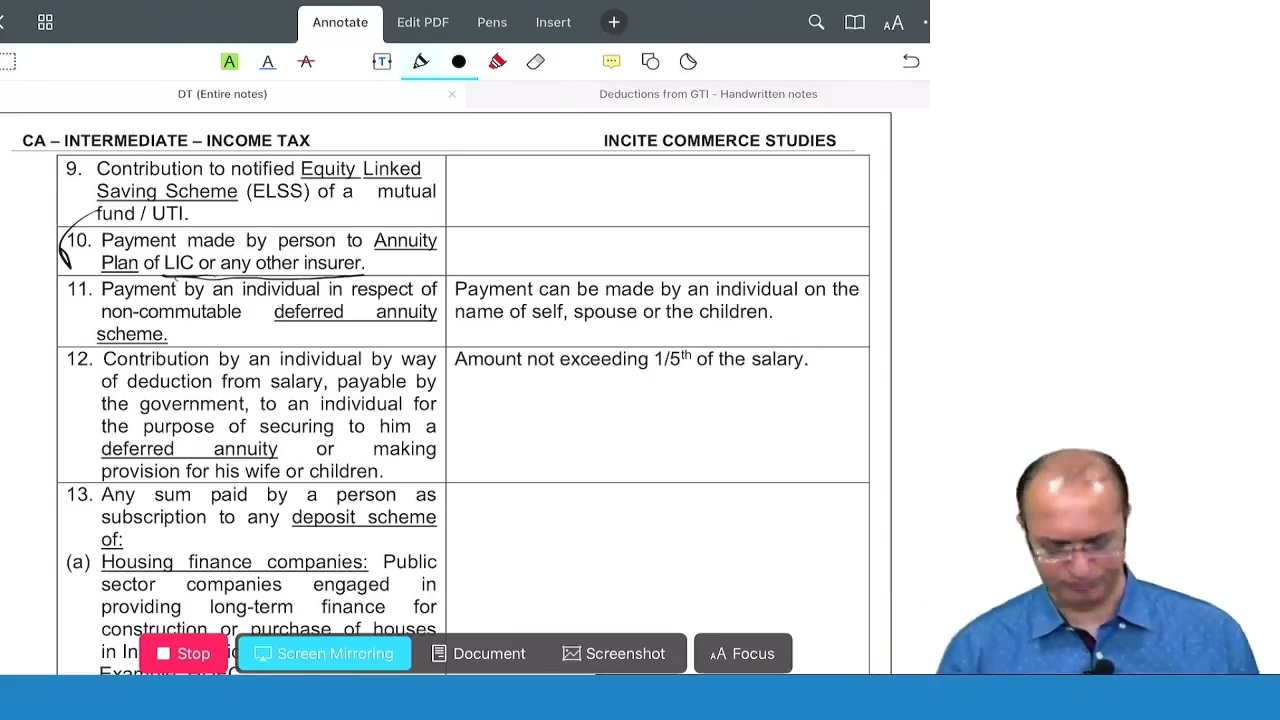 Annotate
Edit PDF
Pens
Insert
AA
A
A
A
T
DT (Entire notes)
Deductions from GTI - Handwritten notes
CA – INTERMEDIATE – INCOME TAX
INCITE COMMERCE STUDIES
9. Contribution to notified Equity Linked
Saving Scheme (ELSS) of a mutual
fund / UTI.
10. Payment made by person to Annuity
Plan of LIC or any other insurer.
11. Payment by an individual in respect of
non-commutable deferred annuity
scheme.
Payment can be made by an individual on the
name of self, spouse or the children.
12. Contribution by an individual by way
of deduction from salary, payable by
the government, to an individual for
the purpose of securing to him a
deferred annuity or making
provision for his wife or children.
Amount not exceeding 1/5th of the salary.
13. Any sum paid by a person as
subscription to any deposit scheme
of:
(a) Housing finance companies: Public
sector companies engaged in
providing long-term finance for
construction or purchase of houses
in In
Stop
Screen Mirroring
Document
Screenshot
AA Focus